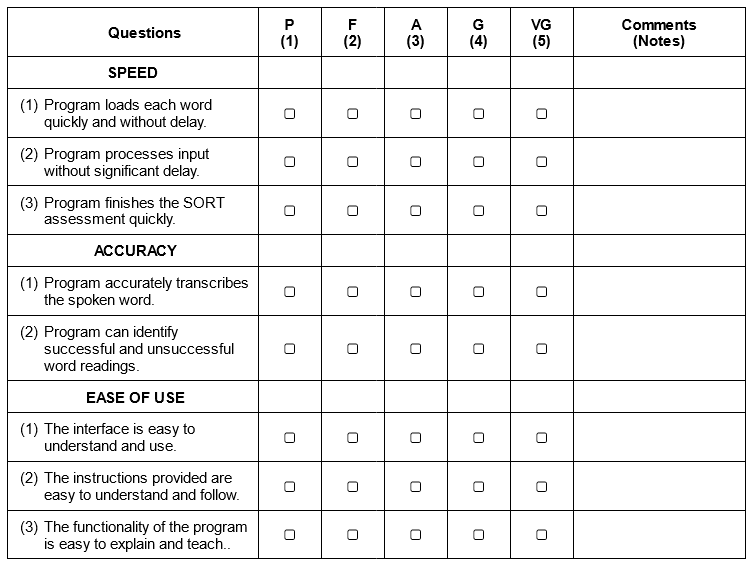 Questions
P
(1)
F
(2)
A
(3)
G
(4)
VG
(5)
Comments
(Notes)
SPEED
(1) Program loads each word
quickly and without delay.
(2) Program processes input
without significant delay.
(3) Program finishes the SORT
assessment quickly.
ACCURACY
(1) Program accurately transcribes
the spoken word.
(2) Program can identify
successful and unsuccessful
word readings.
EASE OF USE
(1) The interface is easy to
understand and use.
(2) The instructions provided are
easy to understand and follow.
(3) The functionality of the program
is easy to explain and teach..